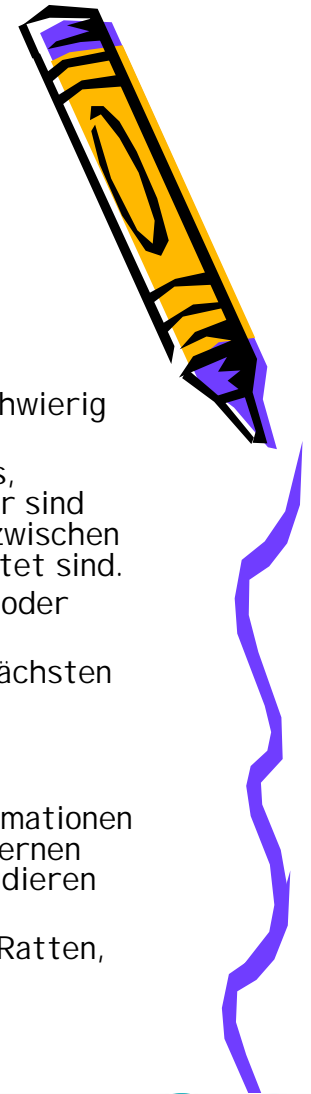 hwierig
s,
r sind
zwischen
tet sind.
oder
ächsten
mationen
ernen
dieren
Ratten,